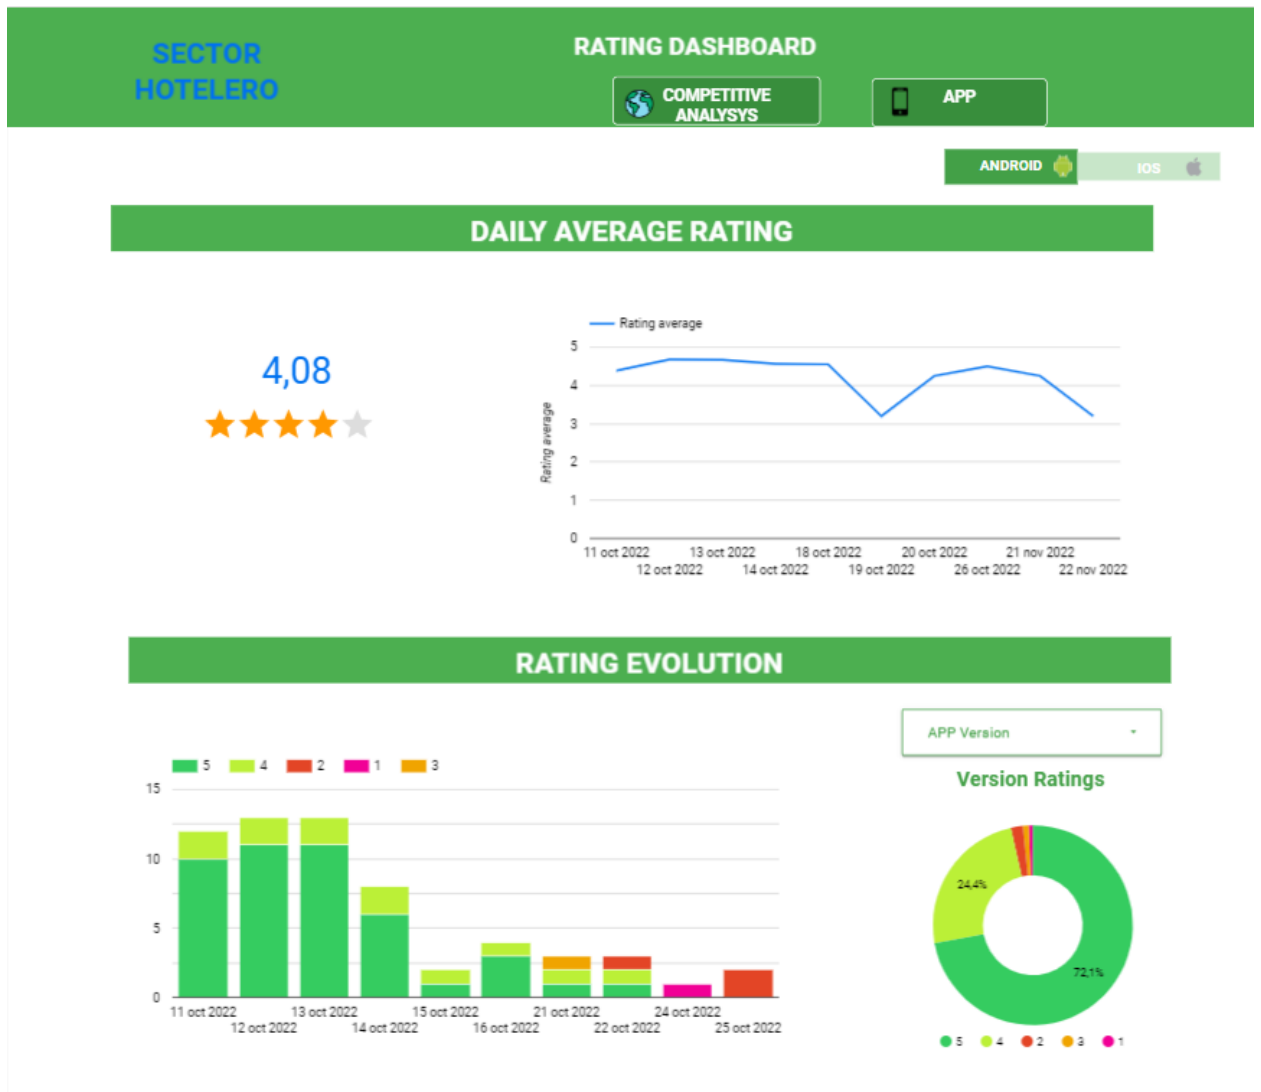 SECTOR
HOTELERO
RATING DASHBOARD
COMPETITIVE
ANALYSYS
APP
ANDROID
IOS
DAILY AVERAGE RATING
4,08
Rating average
5
4
3
2
1
0
Rating average
11 oct 2022
12 oct 2022
13 oct 2022
14 oct 2022
18 oct 2022
19 oct 2022
20 oct 2022
26 oct 2022
21 nov 2022
22 nov 2022
RATING EVOLUTION
APP Version
Version Ratings
5 4 2 1 3
15
10
5
0
11 oct 2022
12 oct 2022
13 oct 2022
14 oct 2022
15 oct 2022
16 oct 2022
21 oct 2022
22 oct 2022
24 oct 2022
25 oct 2022
24,4%
72,1%
5 4 2 3 1